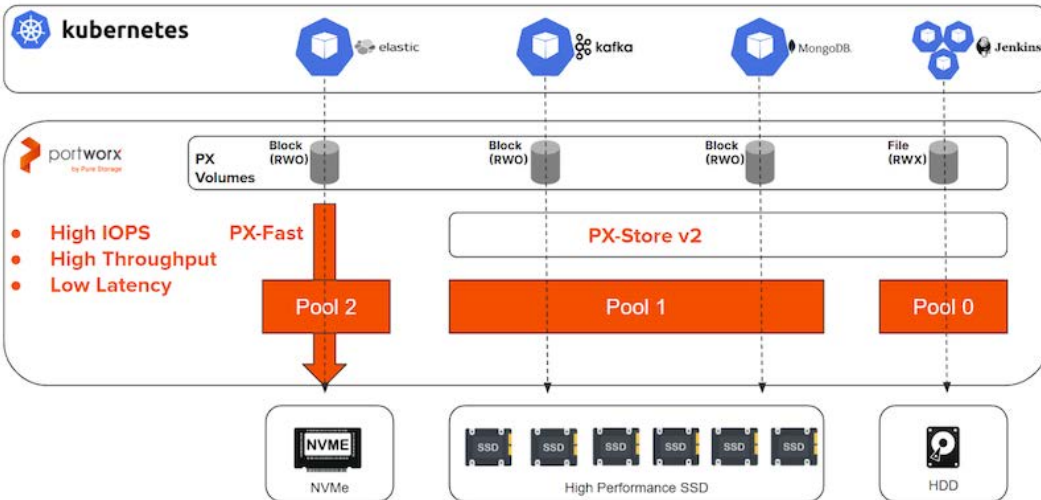 kubernetes
elastic
kafka
MongoDB.
Jenkins
portworx
by Pure Storage
PX
Volumes
Block
(RWO)
Block
(RWO)
Block
(RWO)
File
(RWX)
High IOPS
High Throughput
Low Latency
PX-Fast
PX-Store v2
Pool 2
Pool 1
Pool 0
NVME
NVMe
SSD
SSD
SSD
SSD
SSD
SSD
High Performance SSD
HDD